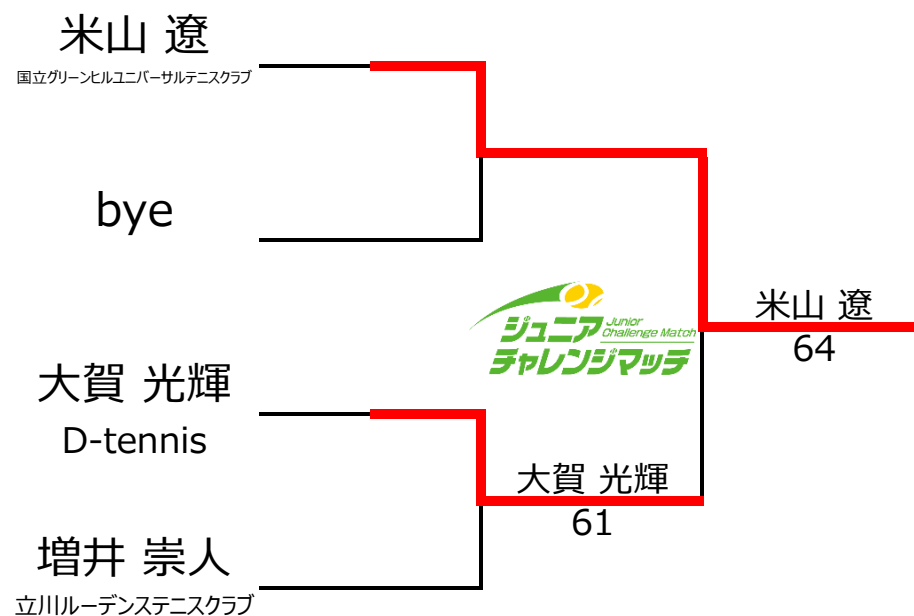 米山 遼
国立グリーンヒルユニバーサルテニスクラブ
bye
ジュニア Junior Challenge Match
チャレンジマッチ
米山 遼
64
大賀 光輝
D-tennis
大賀 光輝
61
増井 崇人
立川ルーデンステニスクラブ